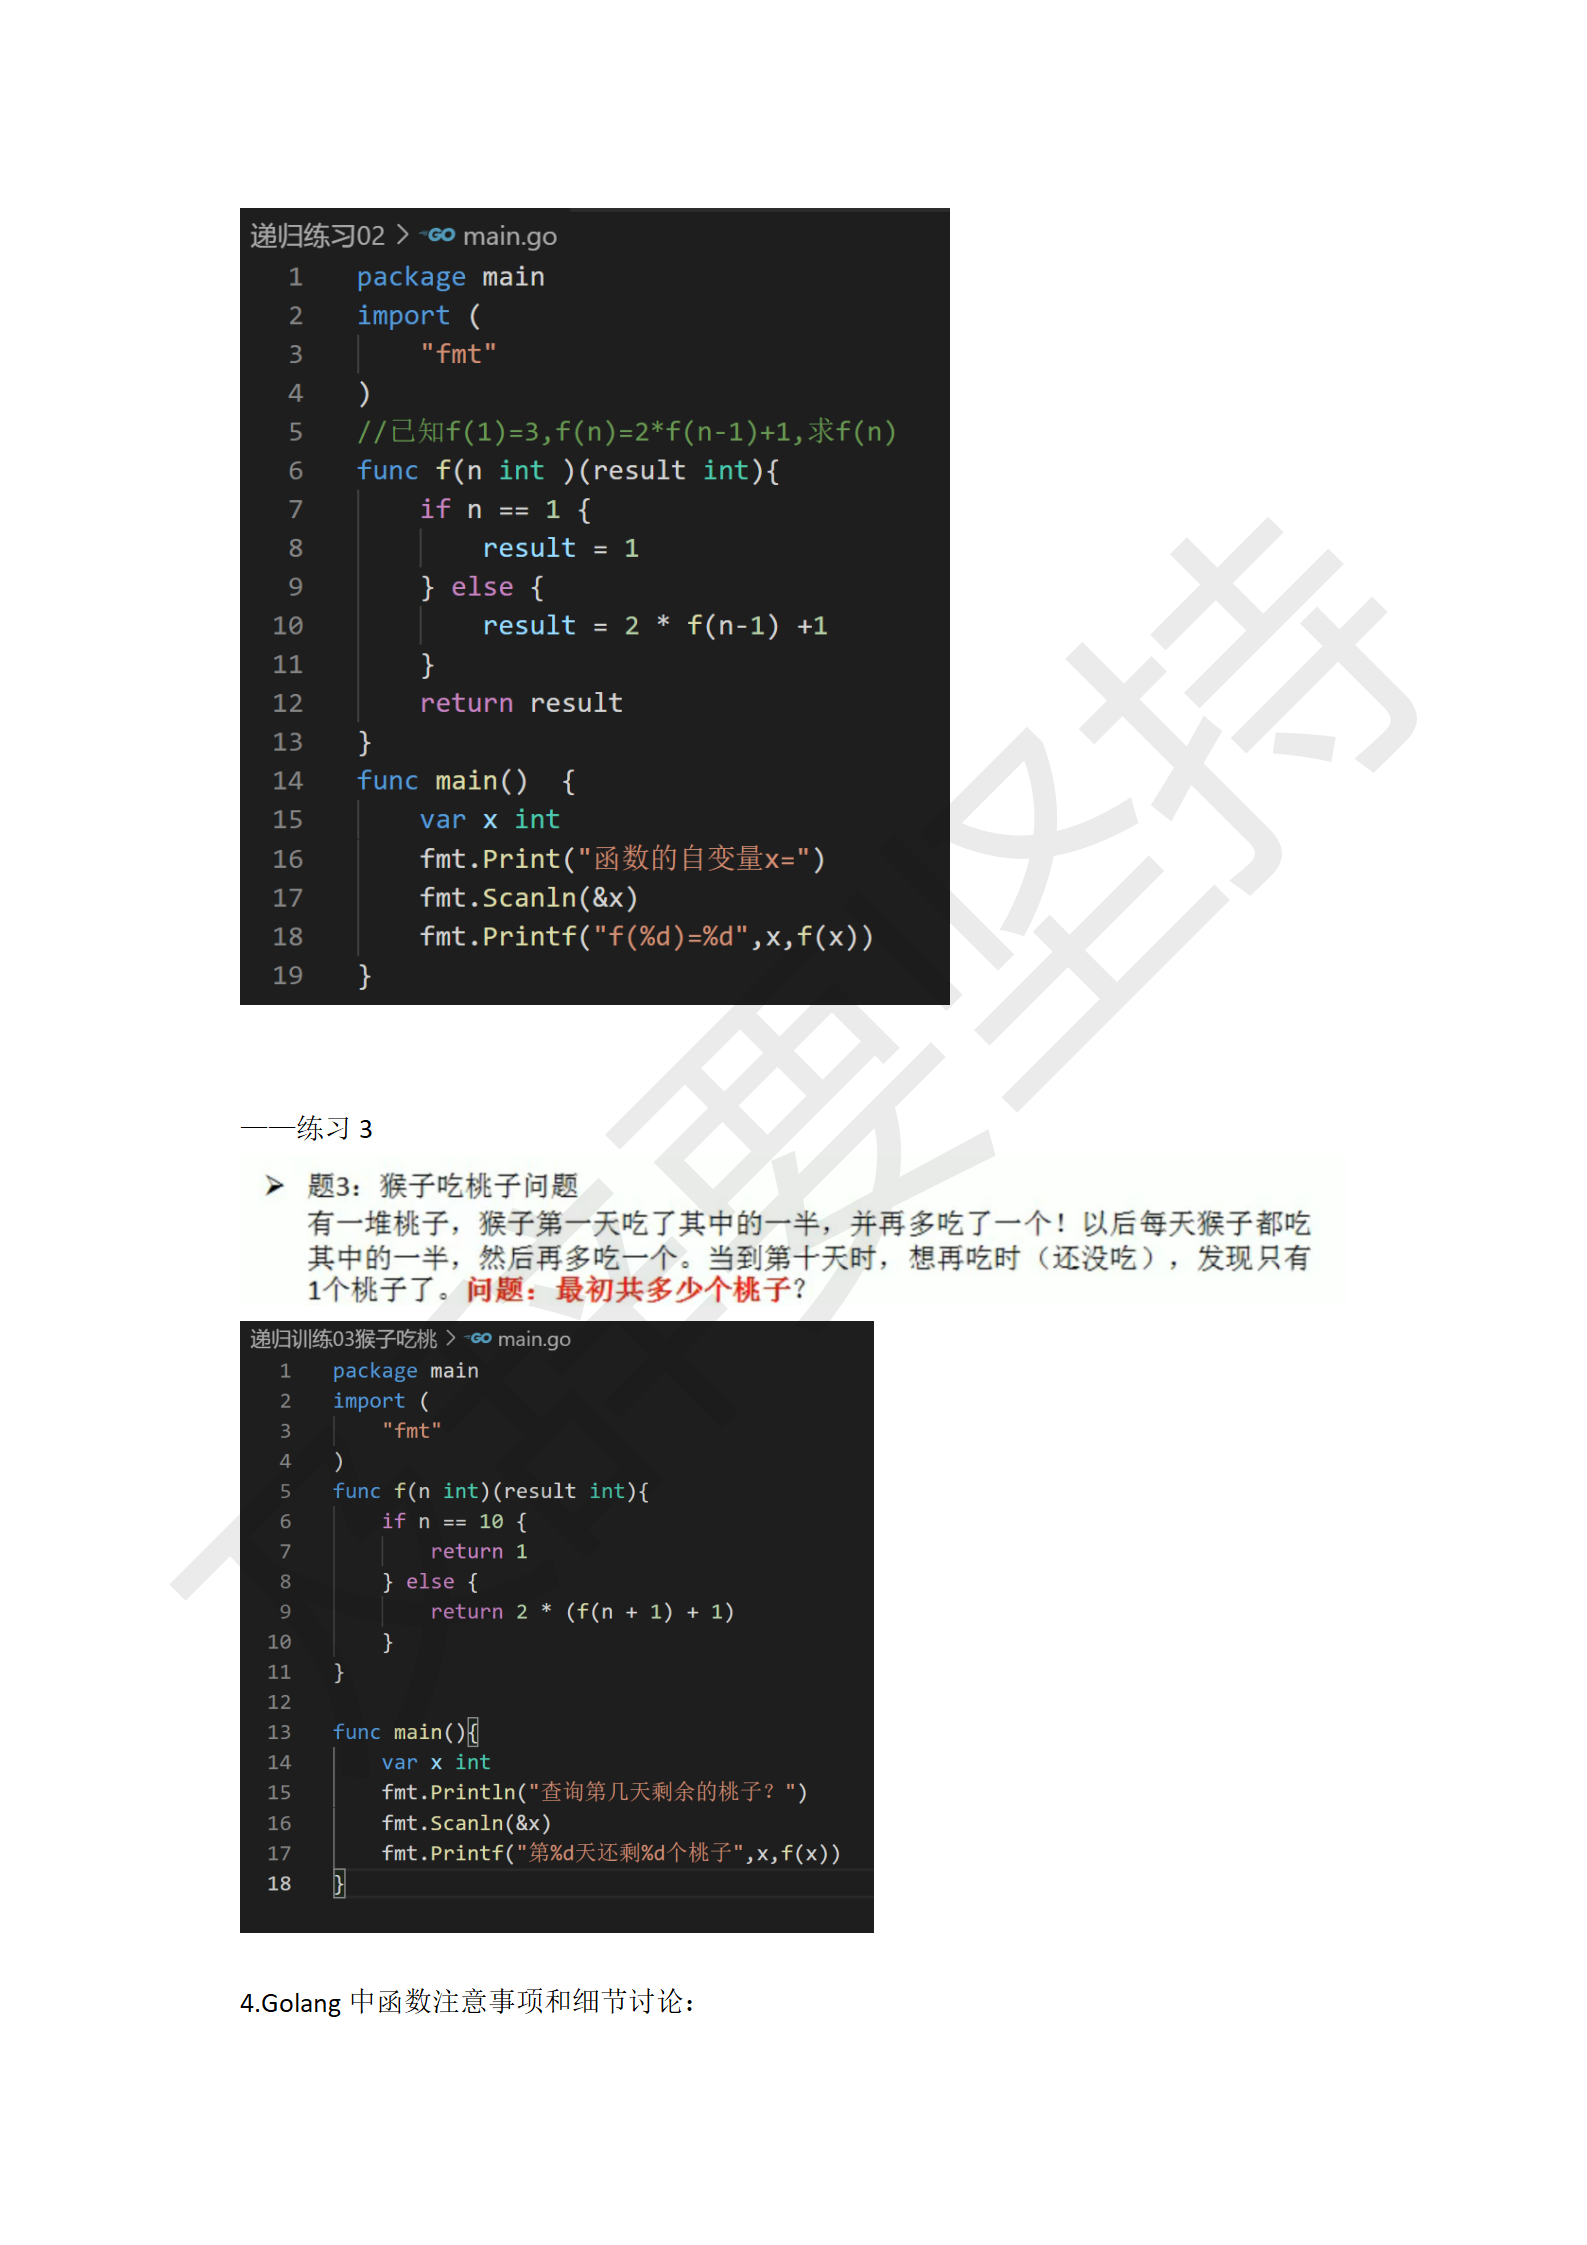 递归练习02 > GO main.go
1 package main
2 import (
3 "fmt"
4 )
5 //已知f(1)=3,f(n)=2*f(n-1)+1,求f(n)
6 func f(n int )(result int){
7 if n == 1 {
8 result = 1
9 } else {
10 result = 2 * f(n-1) +1
11 }
12 return result
13 }
14 func main()  {
15 var x int
16 fmt.Print("函数的自变量x=")
17 fmt.Scanln(&x)
18 fmt.Printf("f(%d)=%d",x,f(x))
19 }
——练习 3
➢ 题3：猴子吃桃子问题
有一堆桃子，猴子第一天吃了其中的一半，并再多吃了一个！以后每天猴子都吃
其中的一半，然后再多吃一个。当到第十天时，想再吃时（还没吃），发现只有
1个桃子了。问题：最初共多少个桃子？
递归训练03猴子吃桃 > GO main.go
1 package main
2 import (
3 "fmt"
4 )
5 func f(n int)(result int){
6 if n == 10 {
7 return 1
8 } else {
9 return 2 * (f(n + 1) + 1)
10 }
11 }
12
13 func main(){
14 var x int
15 fmt.Println("查询第几天剩余的桃子？")
16 fmt.Scanln(&x)
17 fmt.Printf("第%d天还剩%d个桃子",x,f(x))
18 }
4.Golang 中函数注意事项和细节讨论：